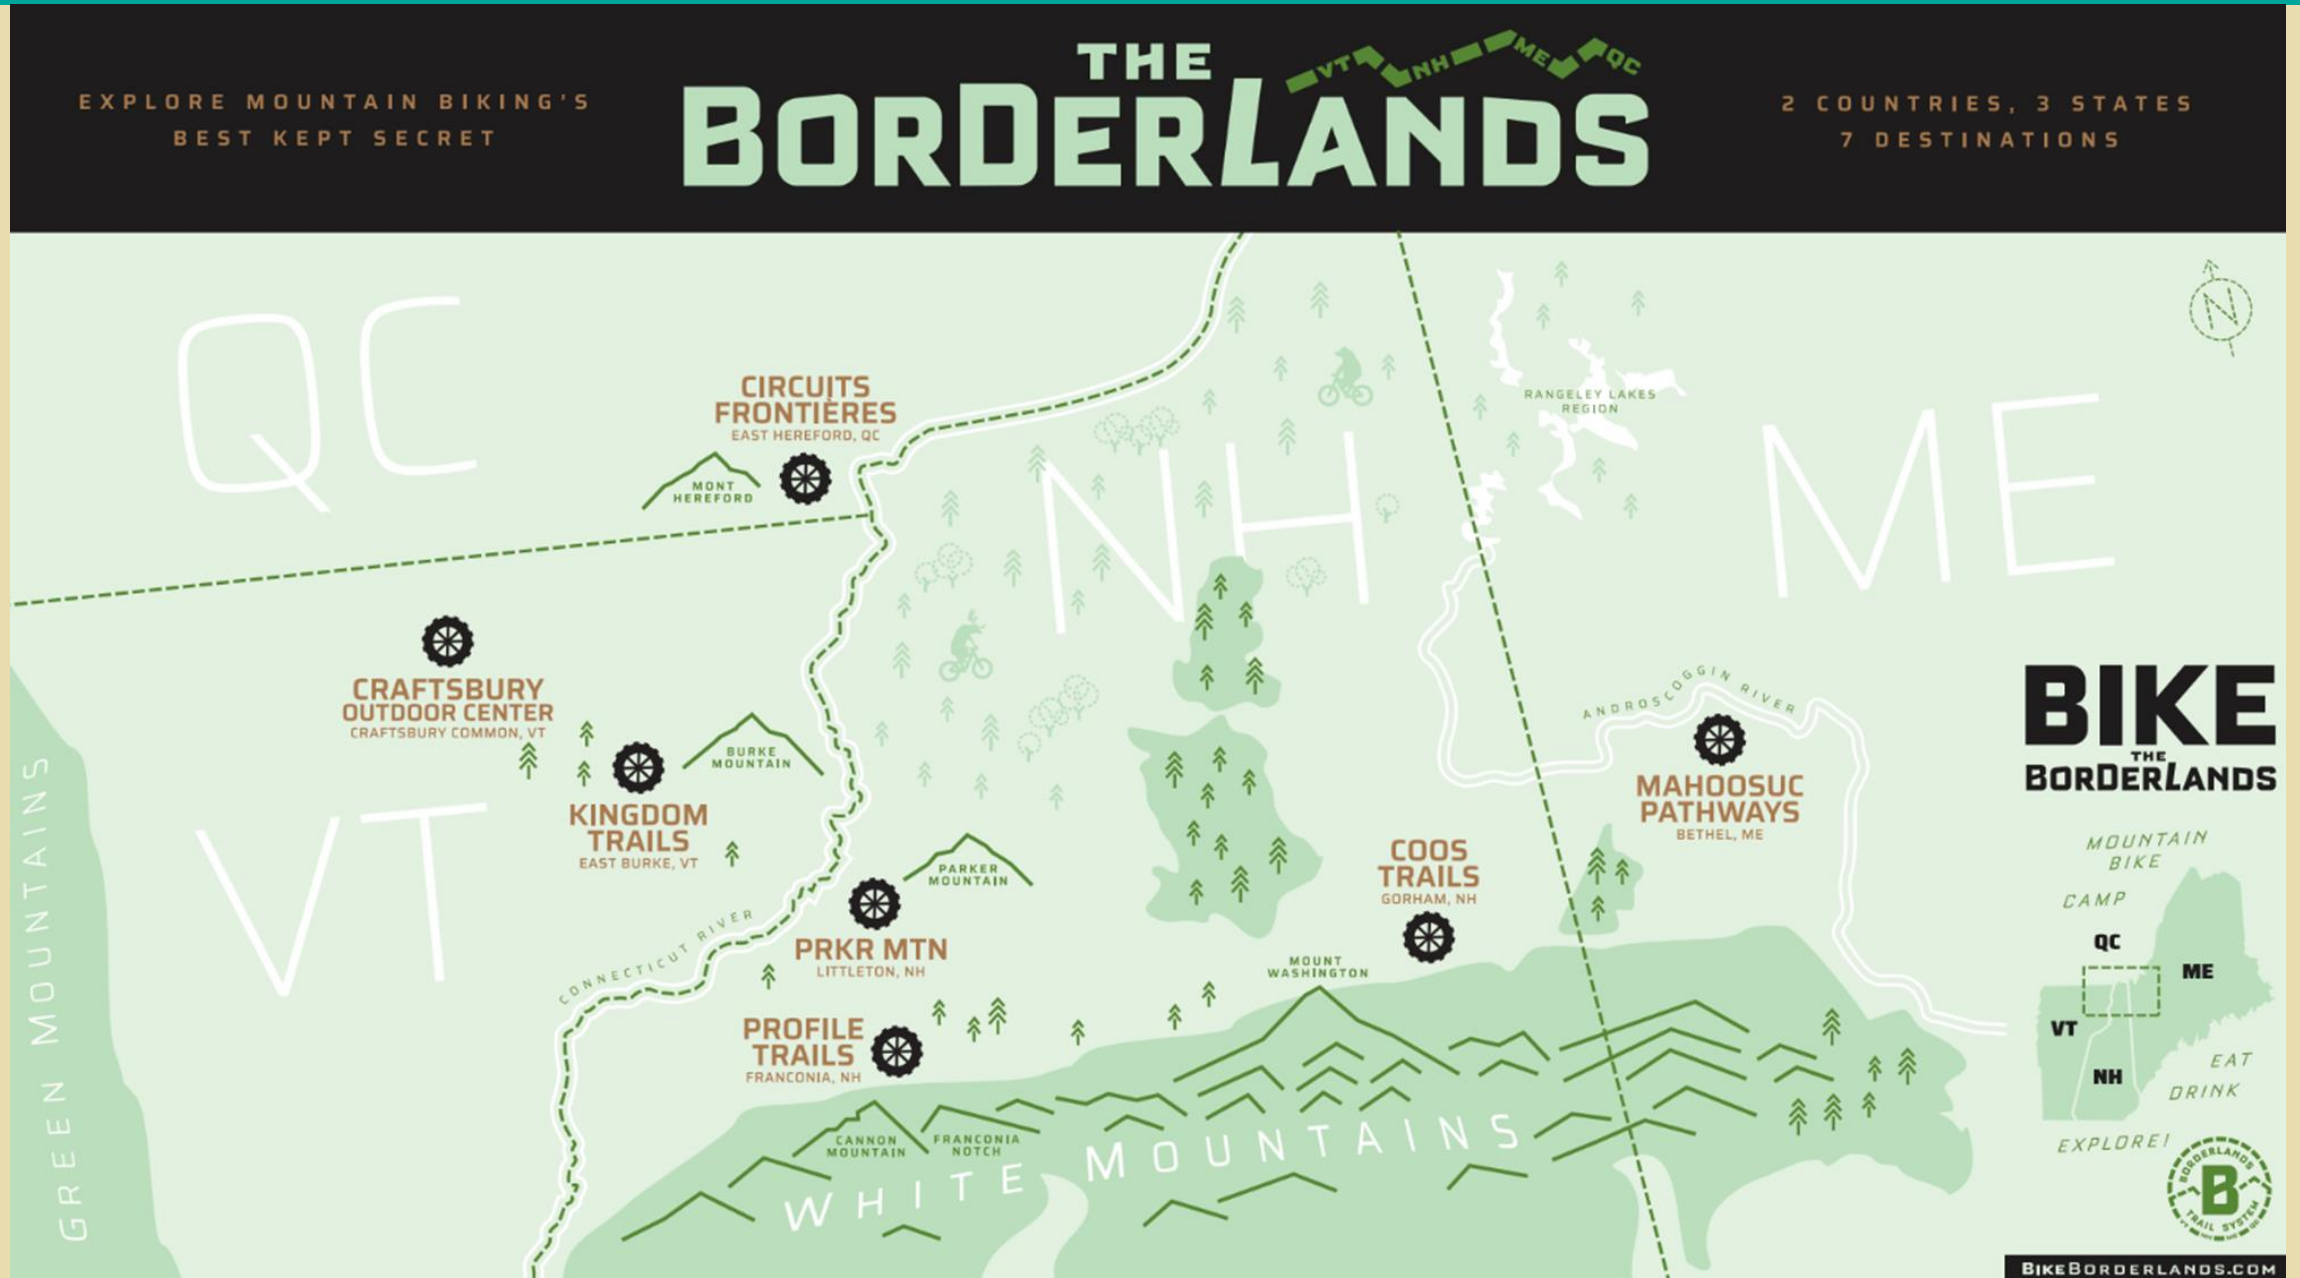 EXPLORE MOUNTAIN BIKING'S
BEST KEPT SECRET
THE
BORDERLANDS
VT NH ME QC
2 COUNTRIES, 3 STATES
7 DESTINATIONS
QC
N
CIRCUITS
FRONTIÈRES
EAST HEREFORD, QC
MONT
HEREFORD
RANGELEY LAKES
REGION
NH
ME
CRAFTSBURY
OUTDOOR CENTER
CRAFTSBURY COMMON, VT
BURKE
MOUNTAIN
KINGDOM
TRAILS
EAST BURKE, VT
VT
GREEN MOUNTAINS
CONNECTICUT RIVER
PARKER
MOUNTAIN
PRKR MTN
LITTLETON, NH
PROFILE
TRAILS
FRANCONIA, NH
ANDROSCOGGIN RIVER
MAHOOSUC
PATHWAYS
BETHEL, ME
COOS
TRAILS
GORHAM, NH
MOUNT
WASHINGTON
CANNON
MOUNTAIN
FRANCONIA
NOTCH
WHITE MOUNTAINS
BIKE
THE
BORDERLANDS
MOUNTAIN
BIKE
CAMP
QC
ME
VT
NH
EAT
DRINK
EXPLORE!
BORDERLANDS
B
TRAIL SYSTEM
BIKEBORDERLANDS.COM